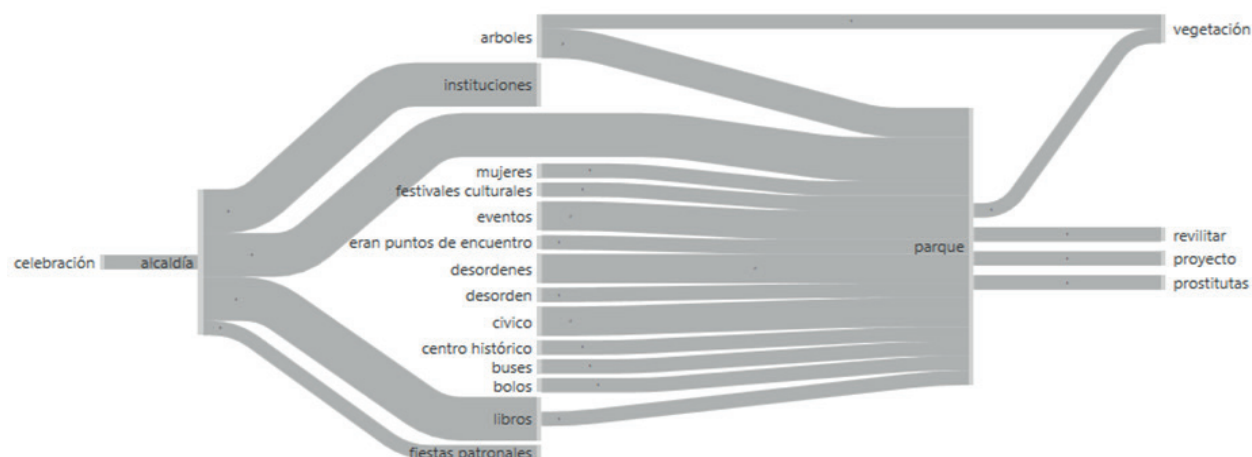 celebración
alcaldía
arboles
instituciones
mujeres
festivales culturales
eventos
eran puntos de encuentro
desordenes
desorden
civico
centro histórico
buses
bolos
libros
fiestas patronales
parque
vegetación
revilitar
proyecto
prostitutas